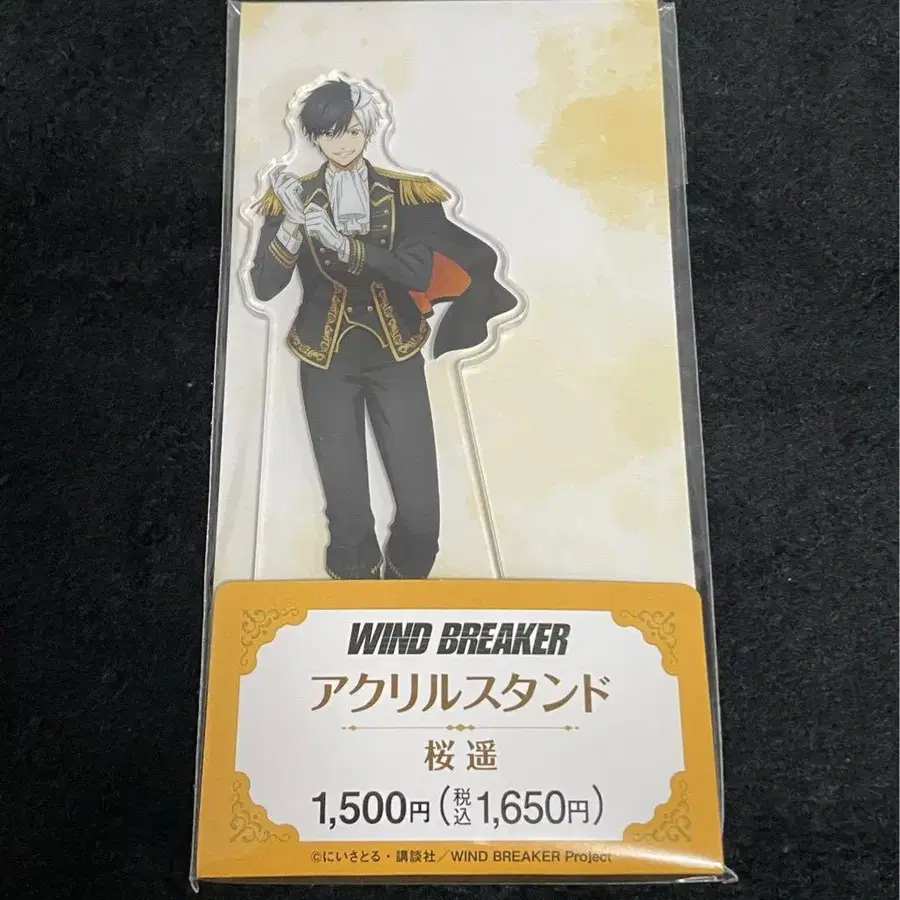 WIND BREAKER
アクリルスタンド
桜 遥
1,500円(税込1,650円)
©にいさとる・講談社/WIND BREAKER Project